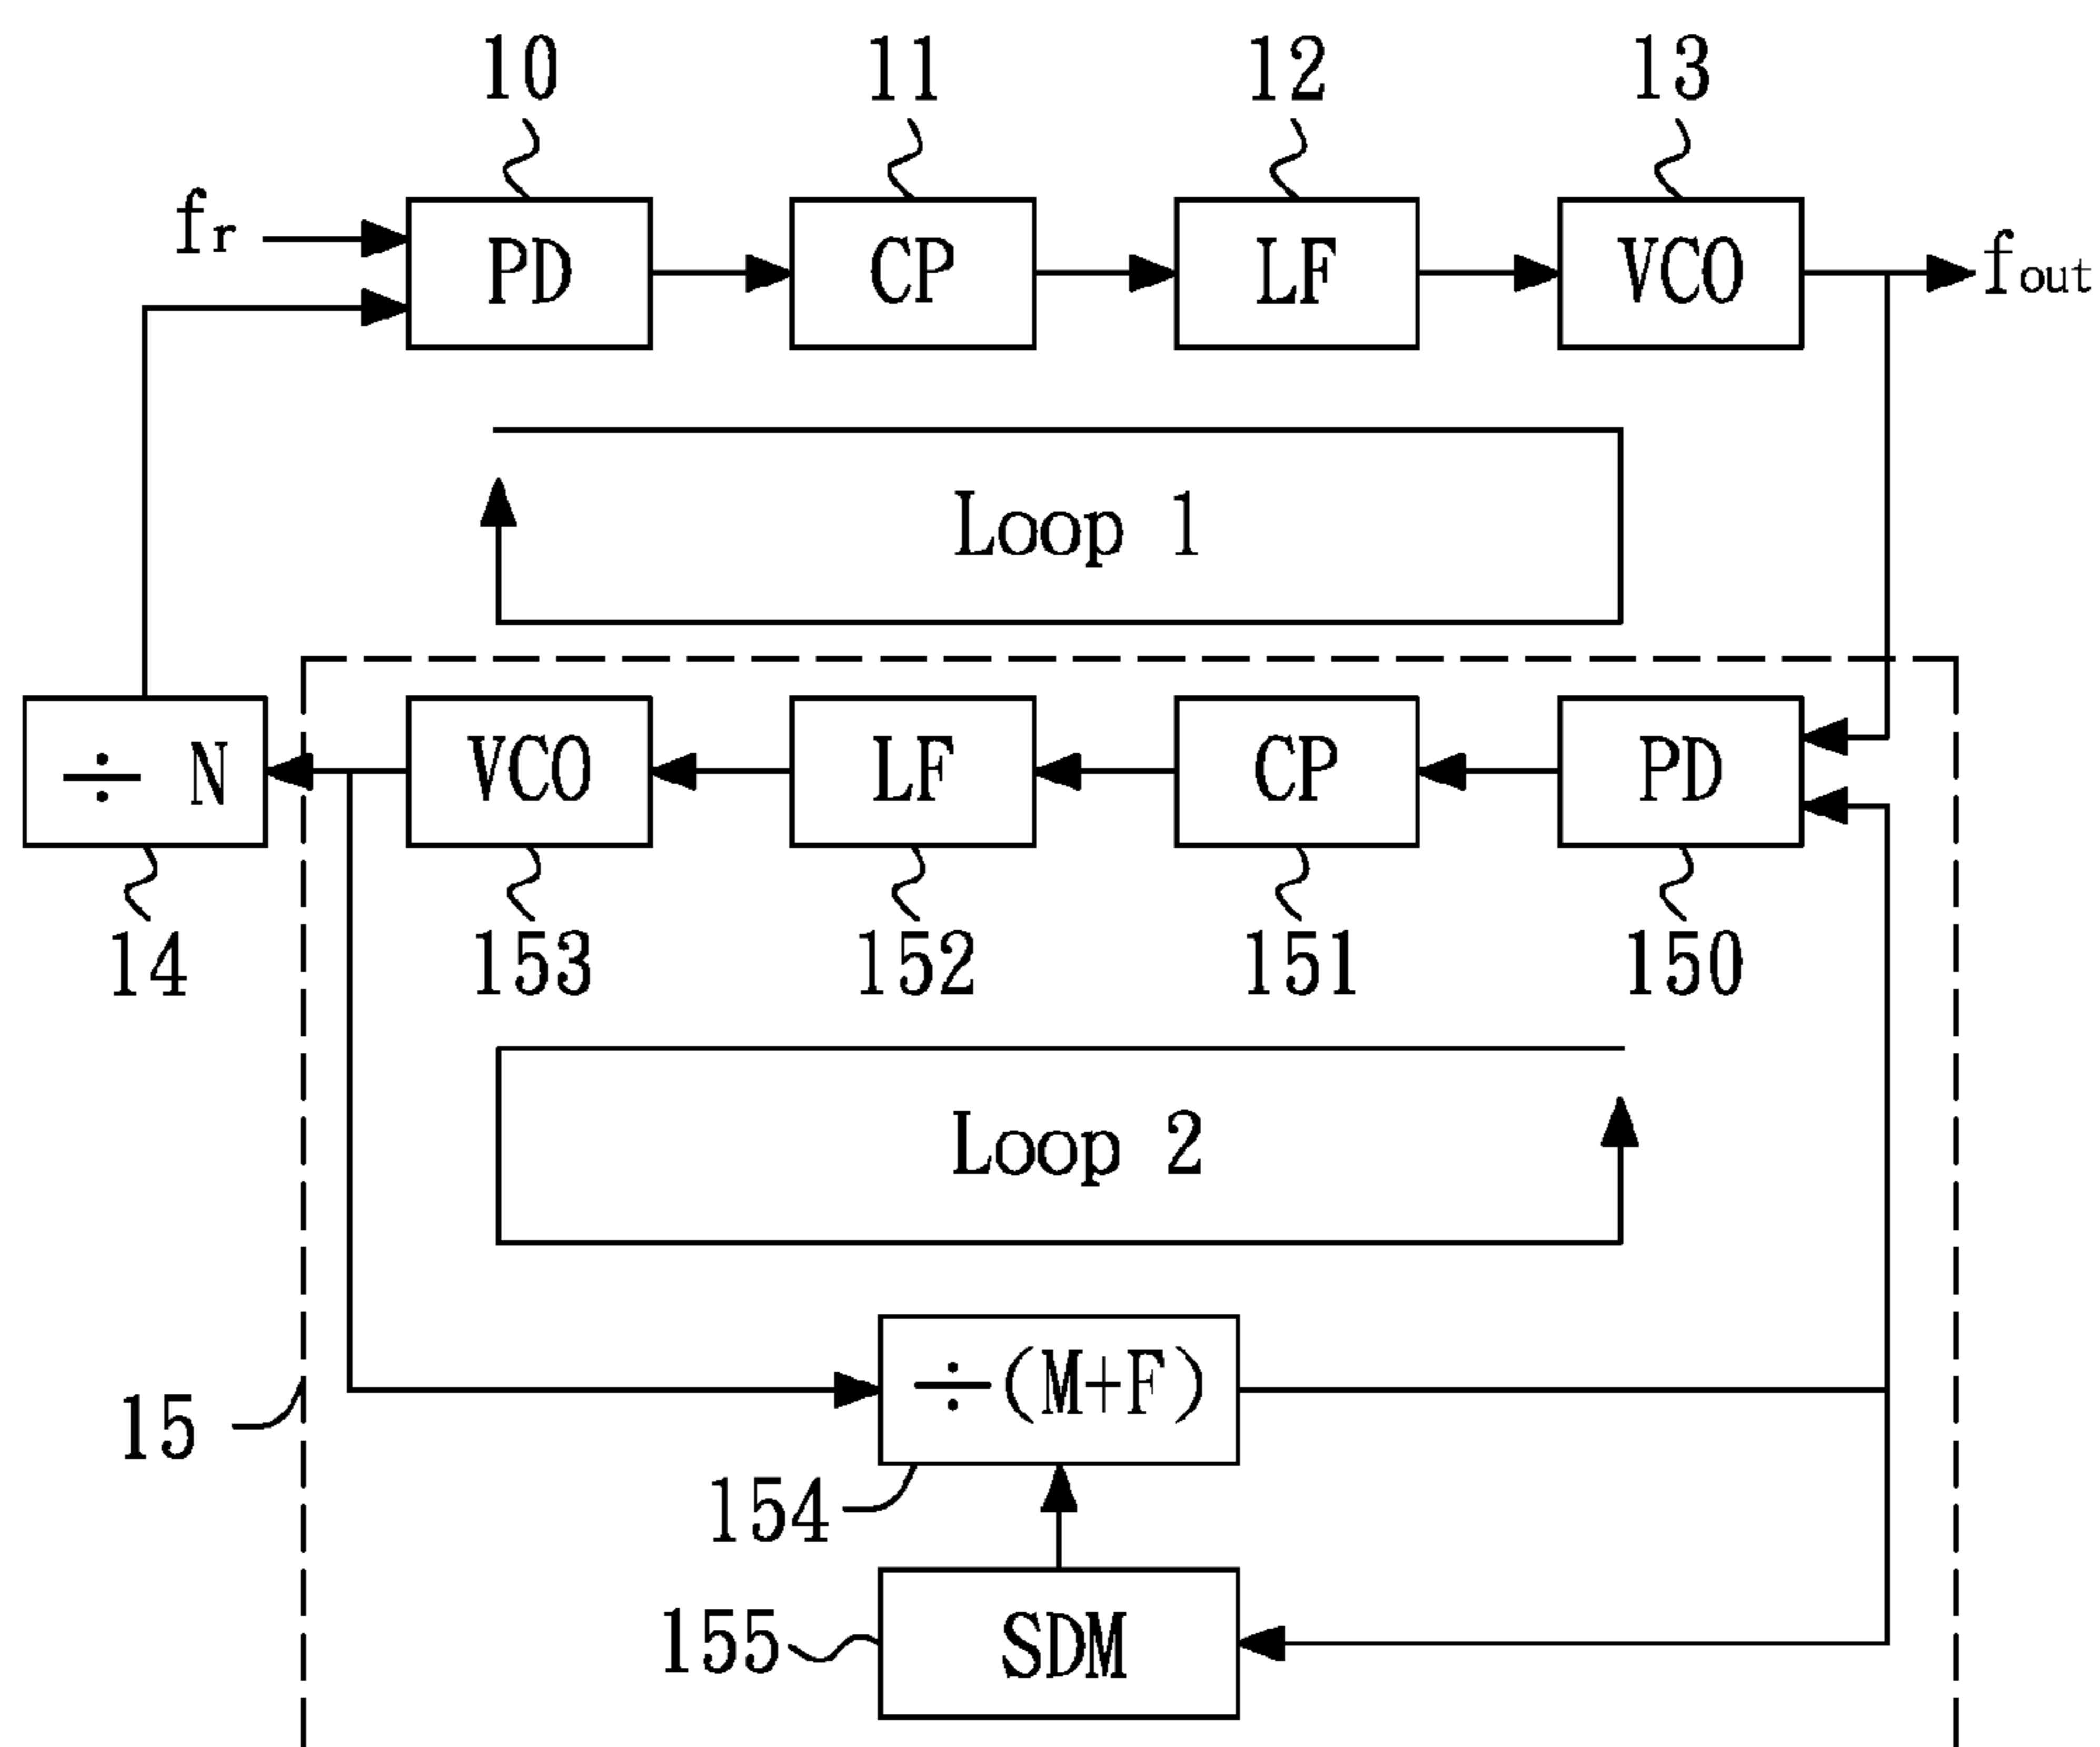 10 11 12 13
fr PD CP LF VCO fout
Loop 1
÷ N VCO LF CP PD
14 153 152 151 150
Loop 2
÷(M+F)
15
154
SDM
155